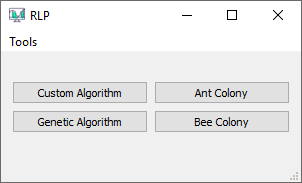 RLP
Tools
Custom Algorithm Ant Colony
Genetic Algorithm Bee Colony